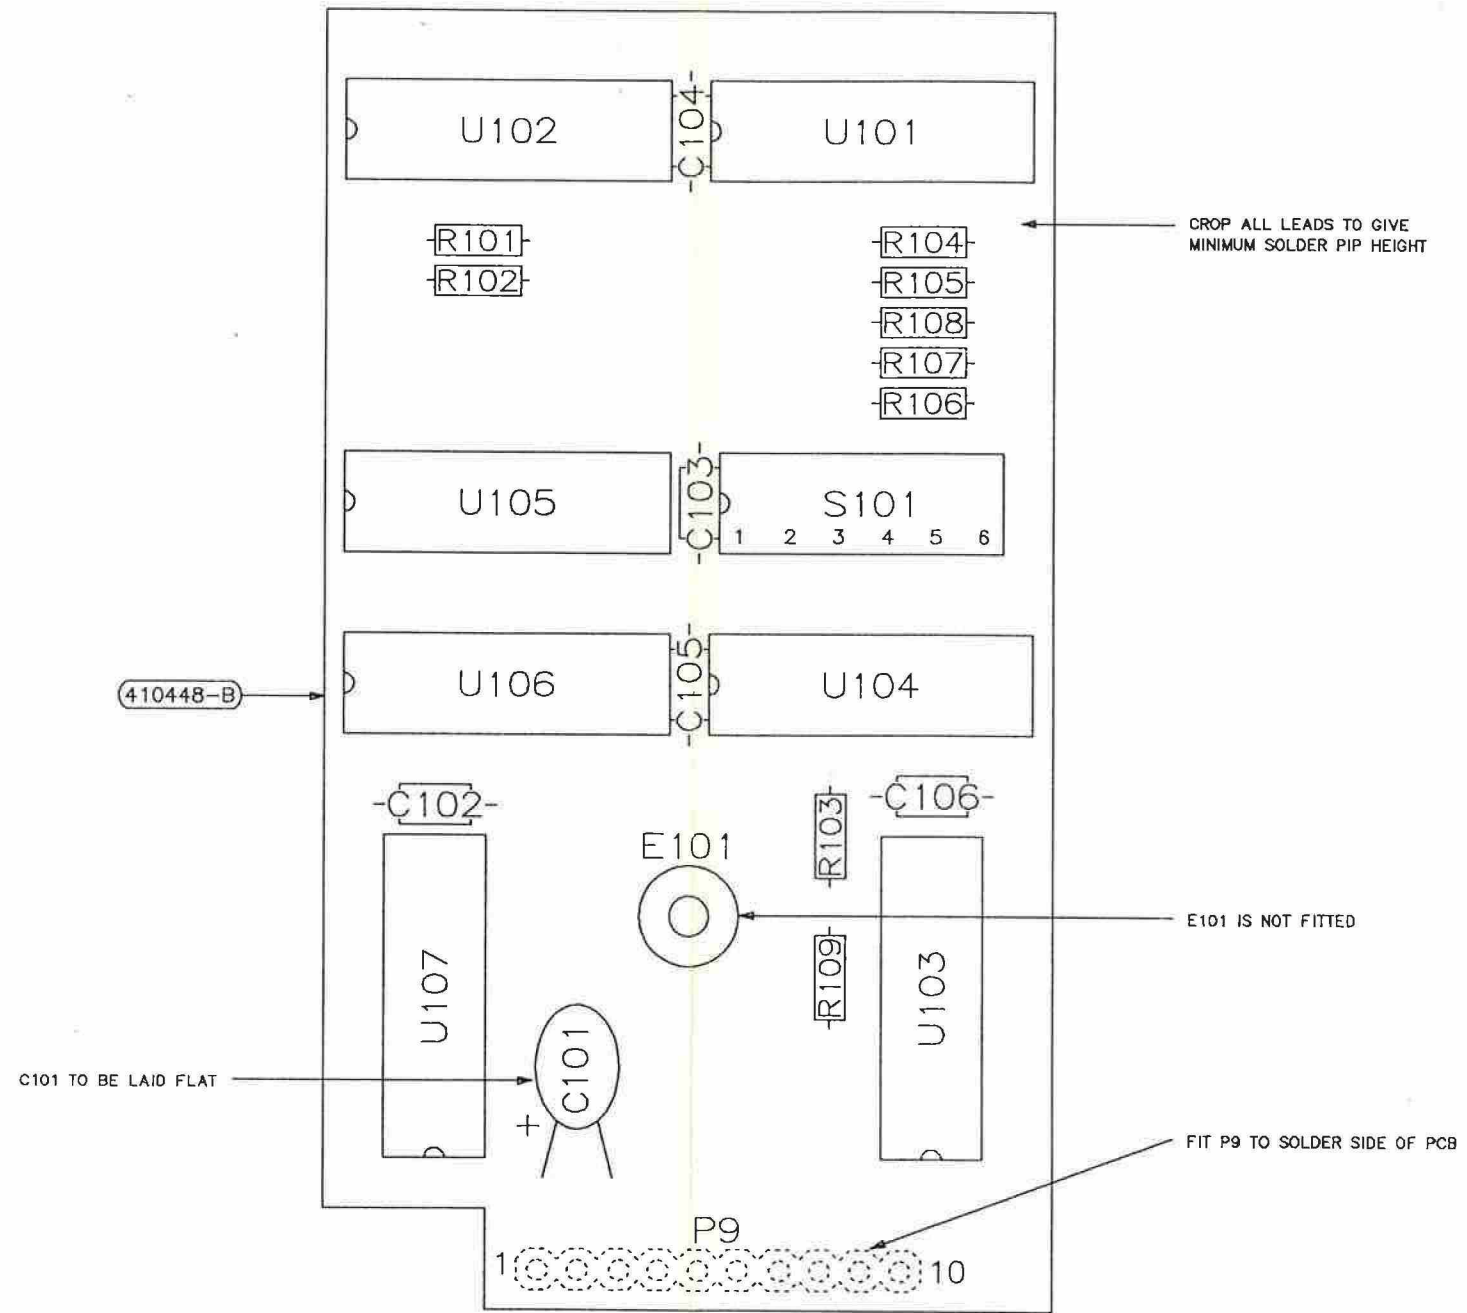 U102
C104
U101
CROP ALL LEADS TO GIVE
MINIMUM SOLDER PIP HEIGHT
R101
R102
R104
R105
R108
R107
R106
U105
C103
S101
1 2 3 4 5 6
410448-B
U106
C105
U104
C102
C106
R103
E101
E101 IS NOT FITTED
U107
R109
U103
C101 TO BE LAID FLAT
C101
+
FIT P9 TO SOLDER SIDE OF PCB
P9
1
10